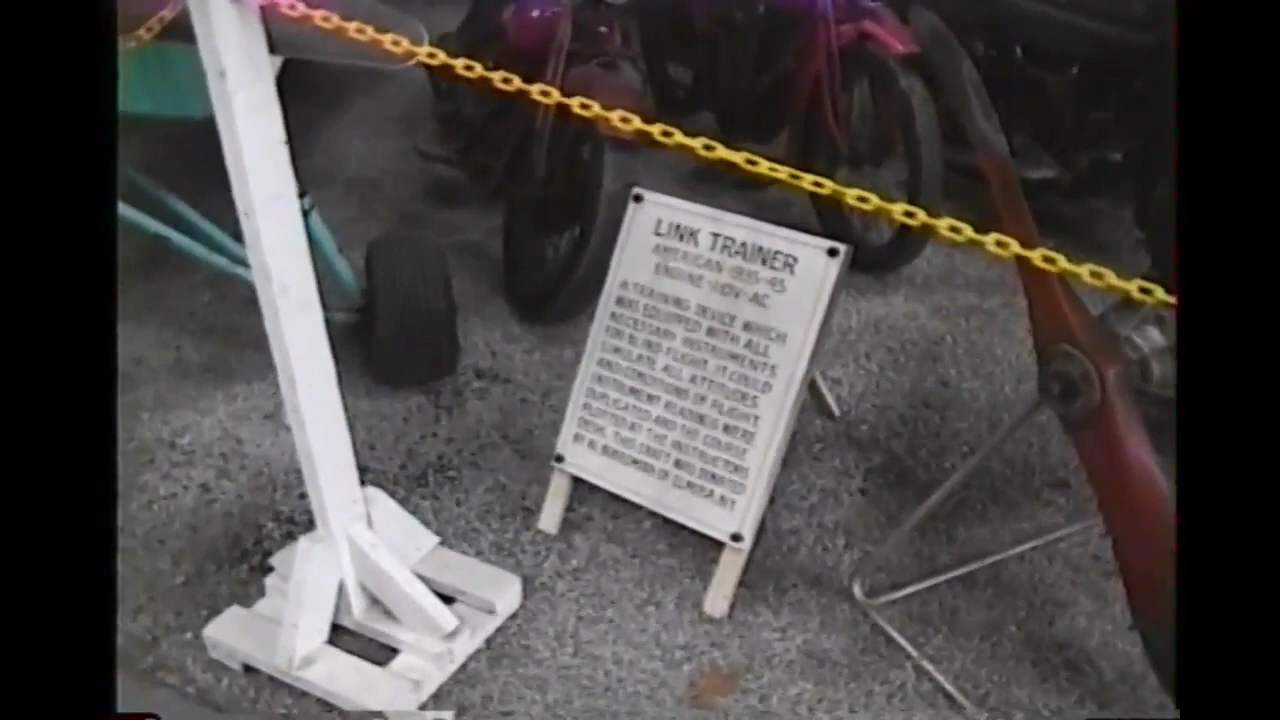 LINK TRAINER
AMERICAN 1935-45
ENGINE-110V-AC
A TRAINING DEVICE WHICH
WAS EQUIPPED WITH ALL
NECESSARY INSTRUMENTS
FOR BLIND FLIGHT. IT COULD
SIMULATE ALL ATTITUDES
AND CONDITIONS OF FLIGHT.
INSTRUMENT READINGS WERE
DUPLICATED AND THE COURSE
PLOTTED AT THE INSTRUCTORS
DESK. THIS CRAFT WAS DONATED
BY